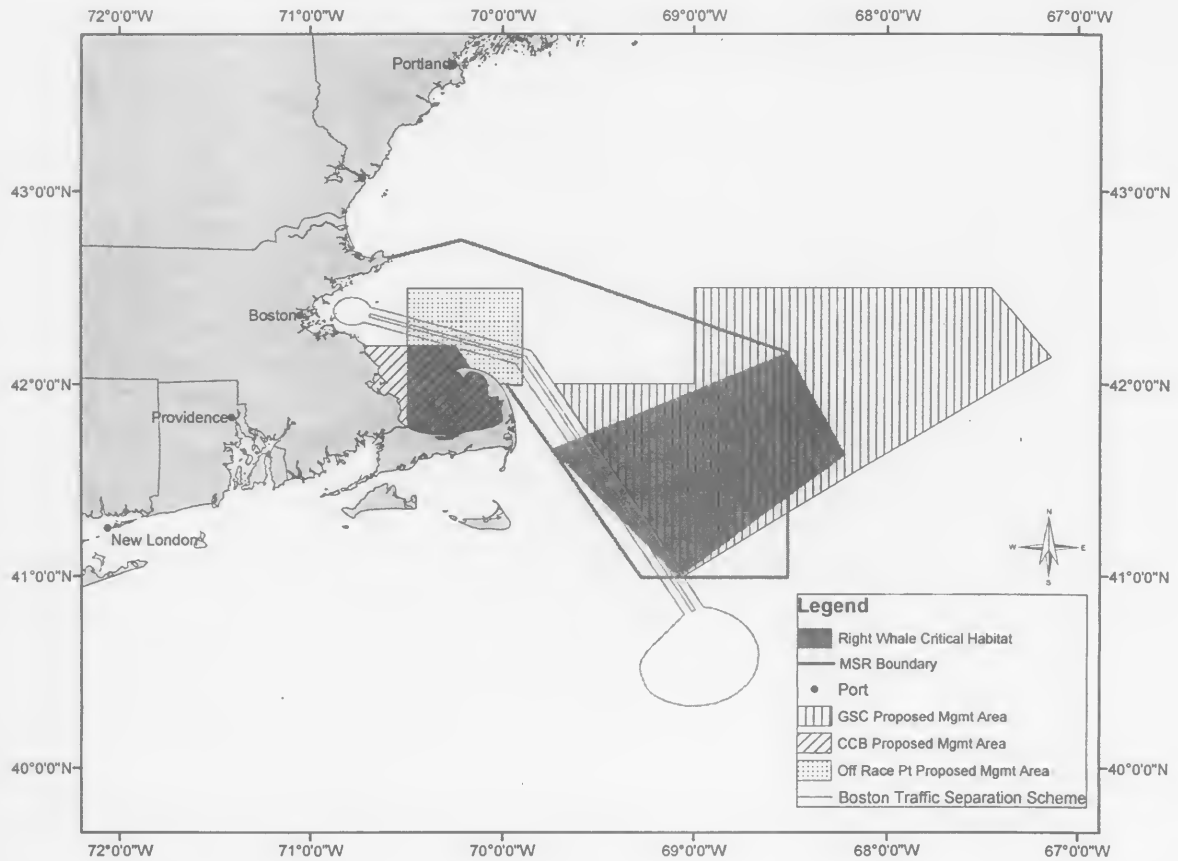 72°0'0"W 71°0'0"W 70°0'0"W 69°0'0"W 68°0'0"W 67°0'0"W
Portland
43°0'0"N 43°0'0"N
Boston
42°0'0"N 42°0'0"N
Providence
New London
N
W E
S
41°0'0"N 41°0'0"N
Legend
Right Whale Critical Habitat
MSR Boundary
Port
GSC Proposed Mgmt Area
CCB Proposed Mgmt Area
Off Race Pt Proposed Mgmt Area
Boston Traffic Separation Scheme
40°0'0"N 40°0'0"N
72°0'0"W 71°0'0"W 70°0'0"W 69°0'0"W 68°0'0"W 67°0'0"W